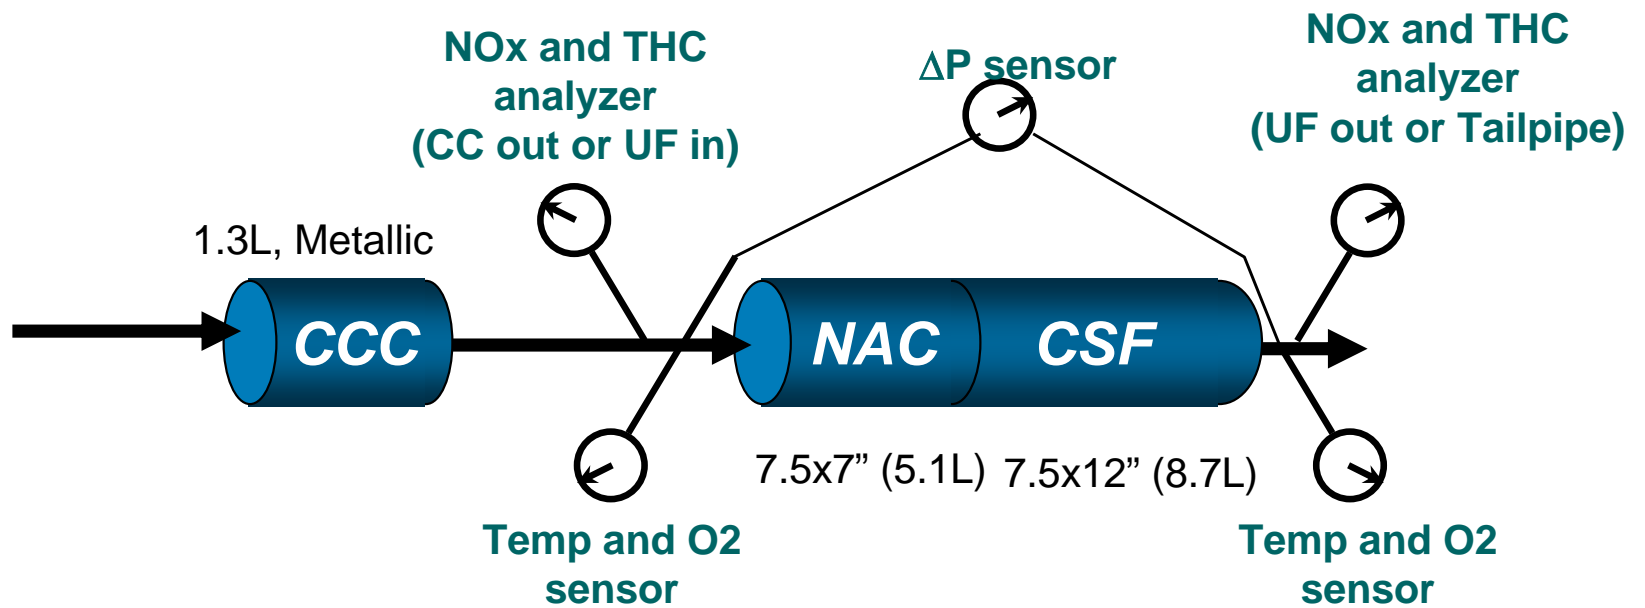 NOx and THC
analyzer
(CC out or UF in)
ΔP sensor
NOx and THC
analyzer
(UF out or Tailpipe)
1.3L, Metallic
CCC
NAC
CSF
7.5x7” (5.1L)
7.5x12” (8.7L)
Temp and O2
sensor
Temp and O2
sensor